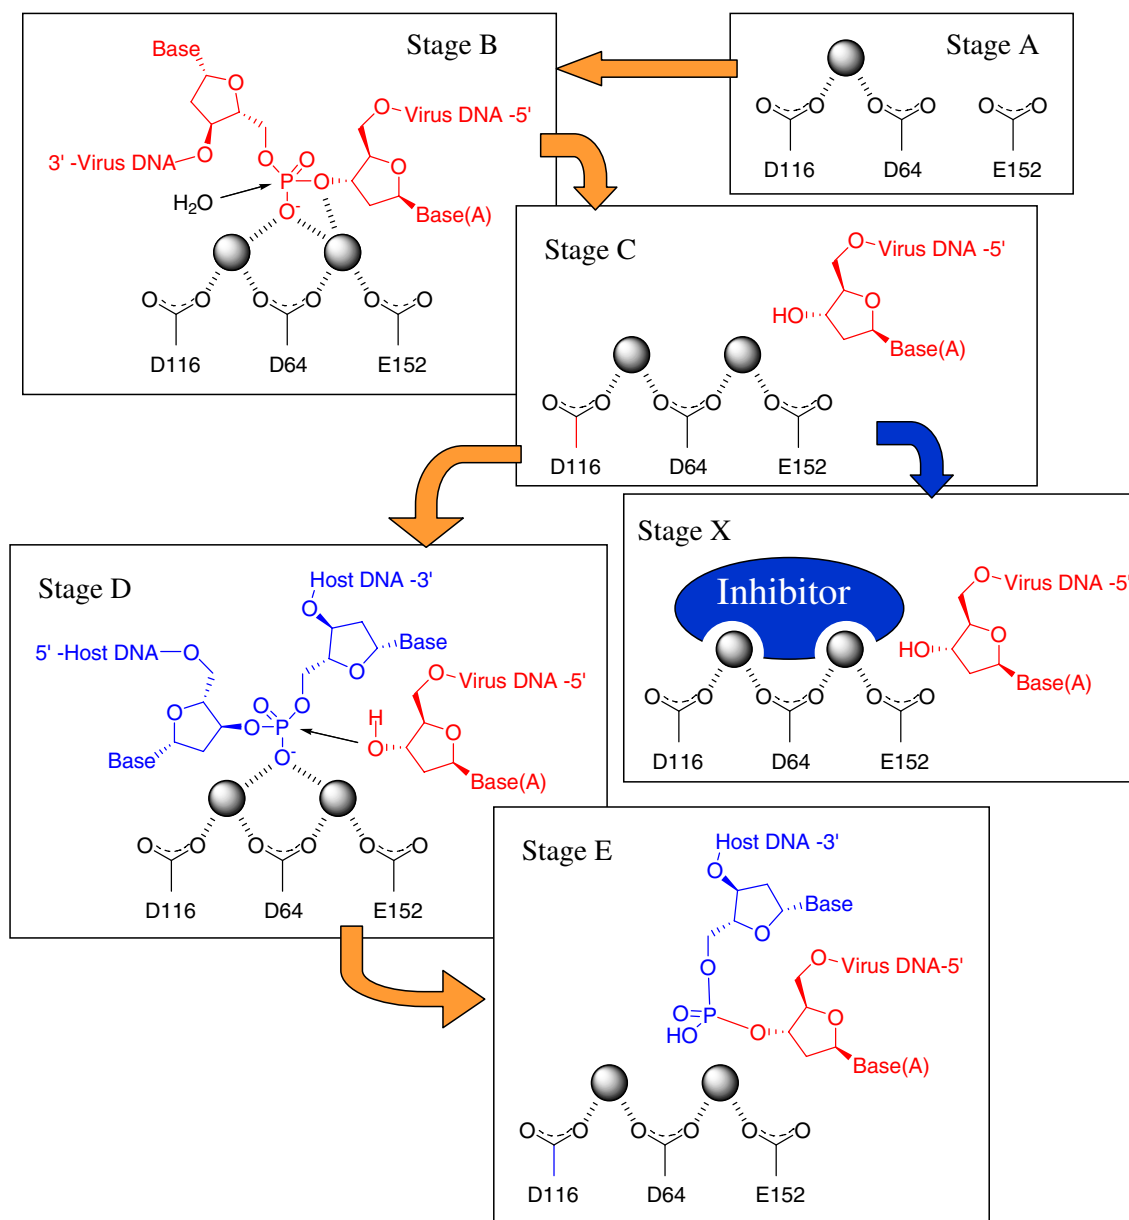 Stage B
Base
O
O
Virus DNA -5'
3' -Virus DNA
O
O
O
P
O
O
H₂O
O⁻
Base(A)
O O O O O O
D116 D64 E152
Stage A
O O O O O O
D116 D64 E152
Stage C
O
Virus DNA -5'
O
HO
Base(A)
O O O O O O
D116 D64 E152
Stage D
Host DNA -3'
O
5' -Host DNA
O
Base
O
O
Virus DNA -5'
O
O
O
P
H
O
O
Base
O⁻
O
Base(A)
O O O O O O
D116 D64 E152
Stage X
Inhibitor
O
Virus DNA -5'
O
HO
Base(A)
O O O O O O
D116 D64 E152
Stage E
Host DNA -3'
O
Base
O
O
Virus DNA-5'
O
O=P
HO
O
O
Base(A)
O O O O O O
D116 D64 E152